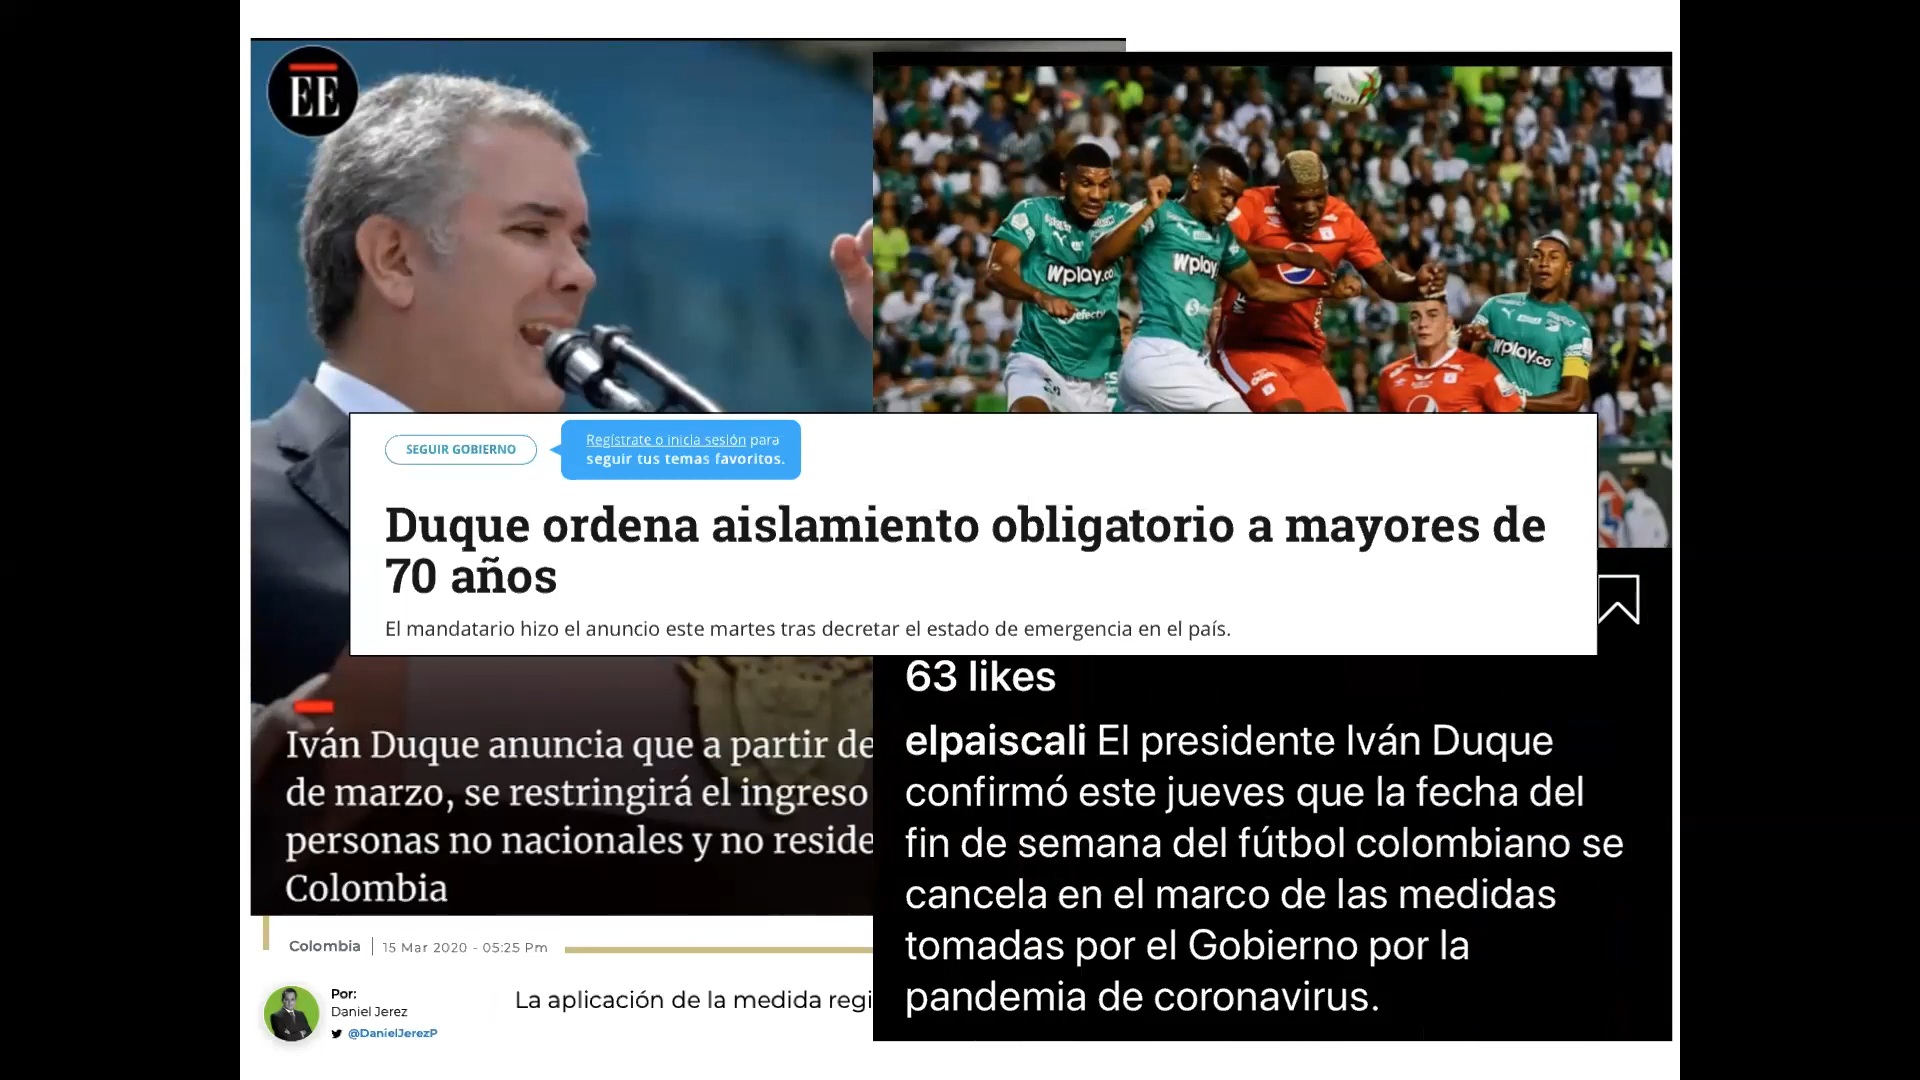 EE
Wplay.co
Wplay
Wplay.co
SEGUIR GOBIERNO
Regístrate o inicia sesión para
seguir tus temas favoritos.
Duque ordena aislamiento obligatorio a mayores de
70 años
El mandatario hizo el anuncio este martes tras decretar el estado de emergencia en el país.
Iván Duque anuncia que a partir de
de marzo, se restringirá el ingreso
personas no nacionales y no reside
Colombia
Colombia | 15 Mar 2020 - 05:25 Pm
Por:
Daniel Jerez
@DanielJerezP
La aplicación de la medida regi
63 likes
elpaiscali El presidente Iván Duque
confirmó este jueves que la fecha del
fin de semana del fútbol colombiano se
cancela en el marco de las medidas
tomadas por el Gobierno por la
pandemia de coronavirus.